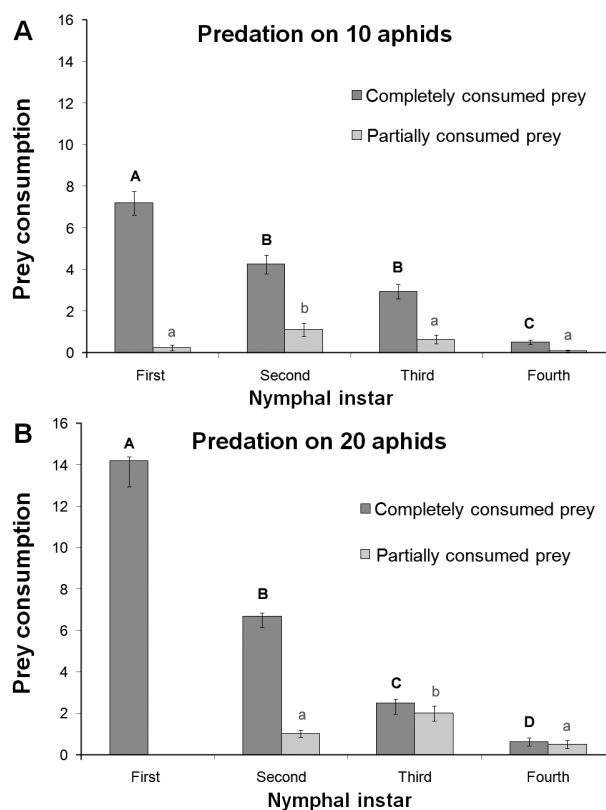 A
Predation on 10 aphids
16
14
12
10
8
6
4
2
0
Prey consumption
Completely consumed prey
Partially consumed prey
A
a
B
b
B
a
C
a
First Second Third Fourth
Nymphal instar
B
Predation on 20 aphids
16
14
12
10
8
6
4
2
0
Prey consumption
Completely consumed prey
Partially consumed prey
A
B
a
C
b
D
a
First Second Third Fourth
Nymphal instar